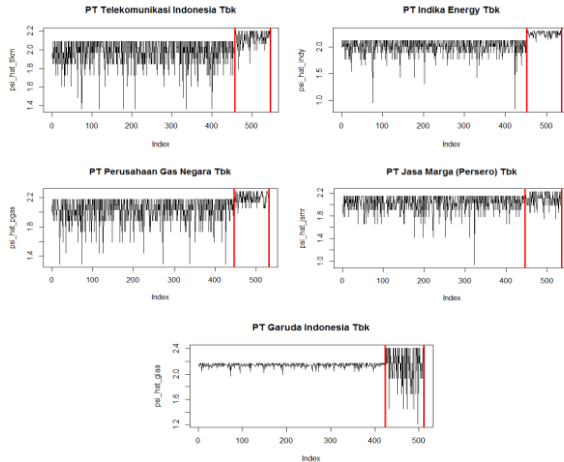 PT Telekomunikasi Indonesia Tbk
psi_hat_tlkm
1.4 1.6 1.8 2.0 2.2
0 100 200 300 400 500
Index
PT Indika Energy Tbk
psi_hat_indy
1.0 1.5 2.0
0 100 200 300 400 500
Index
PT Perusahaan Gas Negara Tbk
psi_hat_pgas
1.4 1.8 2.2
0 100 200 300 400 500
Index
PT Jasa Marga (Persero) Tbk
psi_hat_jsmr
1.0 1.4 1.8 2.2
0 100 200 300 400 500
Index
PT Garuda Indonesia Tbk
psi_hat_giaa
1.2 1.6 2.0 2.4
0 100 200 300 400 500
Index